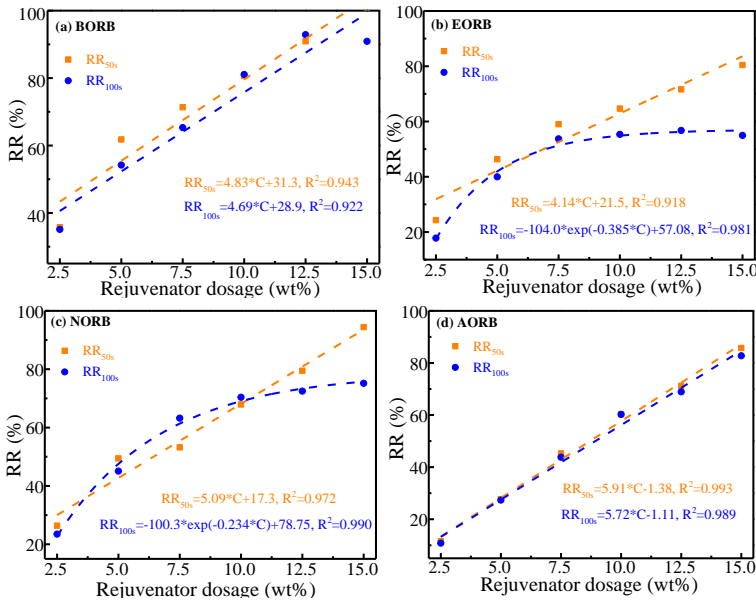 (a) BORB
RR50s
RR100s
RR50s=4.83*C+31.3, R2=0.943
RR100s=4.69*C+28.9, R2=0.922
100
80
60
40
RR (%)
2.5 5.0 7.5 10.0 12.5 15.0
Rejuvenator dosage (wt%)
(b) EORB
RR50s
RR100s
RR50s=4.14*C+21.5, R2=0.918
RR100s=-104.0*exp(-0.385*C)+57.08, R2=0.981
100
80
60
40
20
RR (%)
2.5 5.0 7.5 10.0 12.5 15.0
Rejuvenator dosage (wt%)
(c) NORB
RR50s
RR100s
RR50s=5.09*C+17.3, R2=0.972
RR100s=-100.3*exp(-0.234*C)+78.75, R2=0.990
100
80
60
40
20
RR (%)
2.5 5.0 7.5 10.0 12.5 15.0
Rejuvenator dosage (wt%)
(d) AORB
RR50s
RR100s
RR50s=5.91*C-1.38, R2=0.993
RR100s=5.72*C-1.11, R2=0.989
100
80
60
40
20
RR (%)
2.5 5.0 7.5 10.0 12.5 15.0
Rejuvenator dosage (wt%)